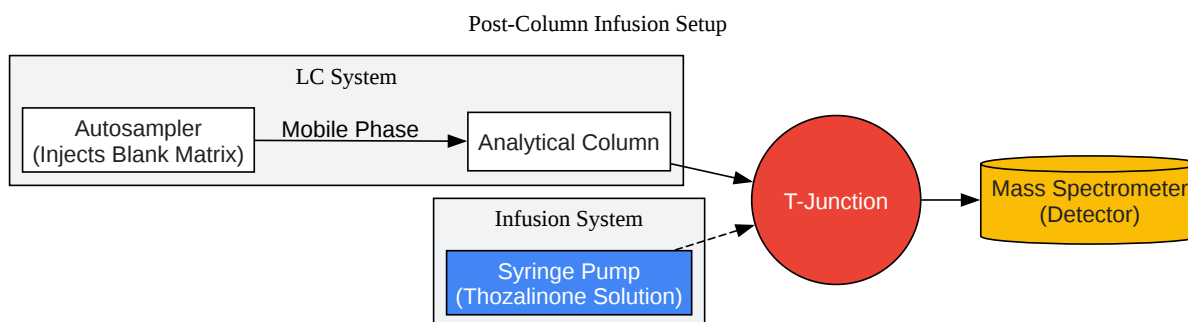 Post-Column Infusion Setup
LC System
Autosampler
(Injects Blank Matrix)
Mobile Phase
Analytical Column
T-Junction
Mass Spectrometer
(Detector)
Infusion System
Syringe Pump
(Thozalinone Solution)